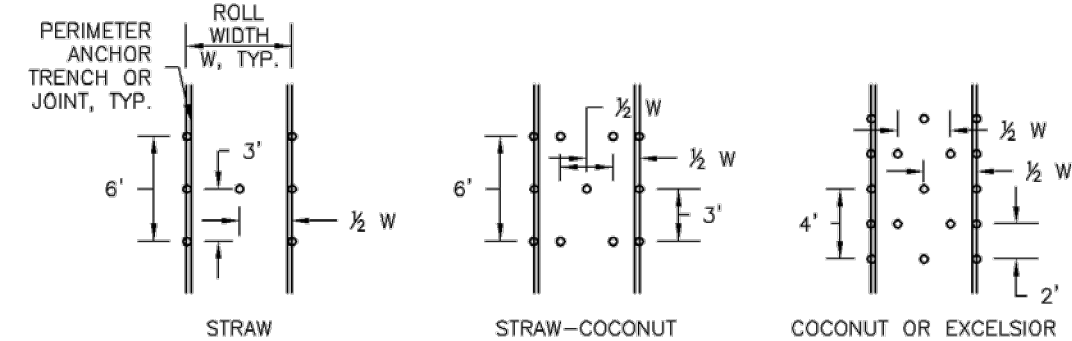 PERIMETER
ANCHOR
TRENCH OR
JOINT, TYP.
ROLL
WIDTH
W, TYP.
3'
6'
½ W
STRAW
½ W
½ W
6'
3'
STRAW-COCONUT
½ W
½ W
4'
2'
COCONUT OR EXCELSIOR